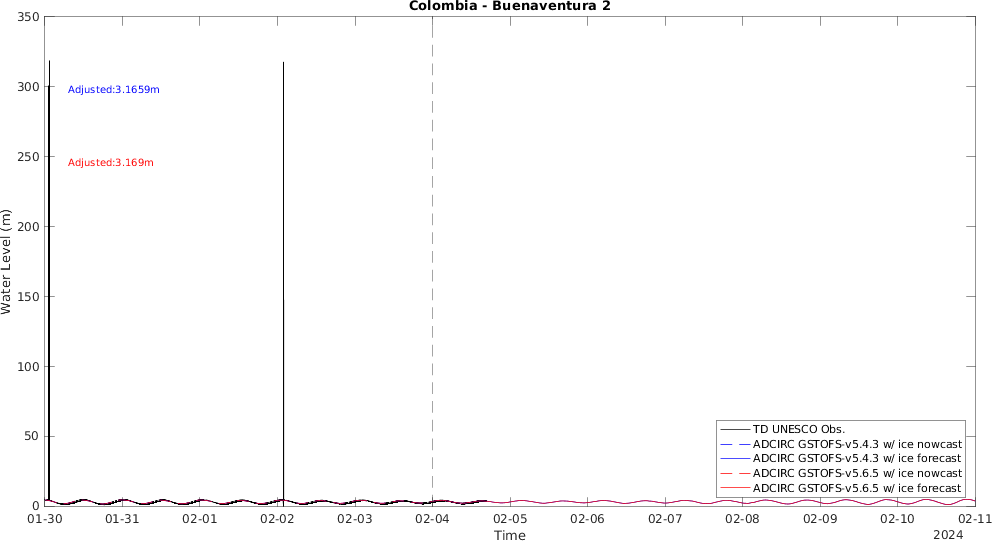 Colombia - Buenaventura 2
Water Level (m)
350
300
250
200
150
100
50
0
Adjusted:3.1659m
Adjusted:3.169m
TD UNESCO Obs.
ADCIRC GSTOFS-v5.4.3 w/ ice nowcast
ADCIRC GSTOFS-v5.4.3 w/ ice forecast
ADCIRC GSTOFS-v5.6.5 w/ ice nowcast
ADCIRC GSTOFS-v5.6.5 w/ ice forecast
01-30 01-31 02-01 02-02 02-03 02-04 02-05 02-06 02-07 02-08 02-09 02-10 02-11
Time
2024